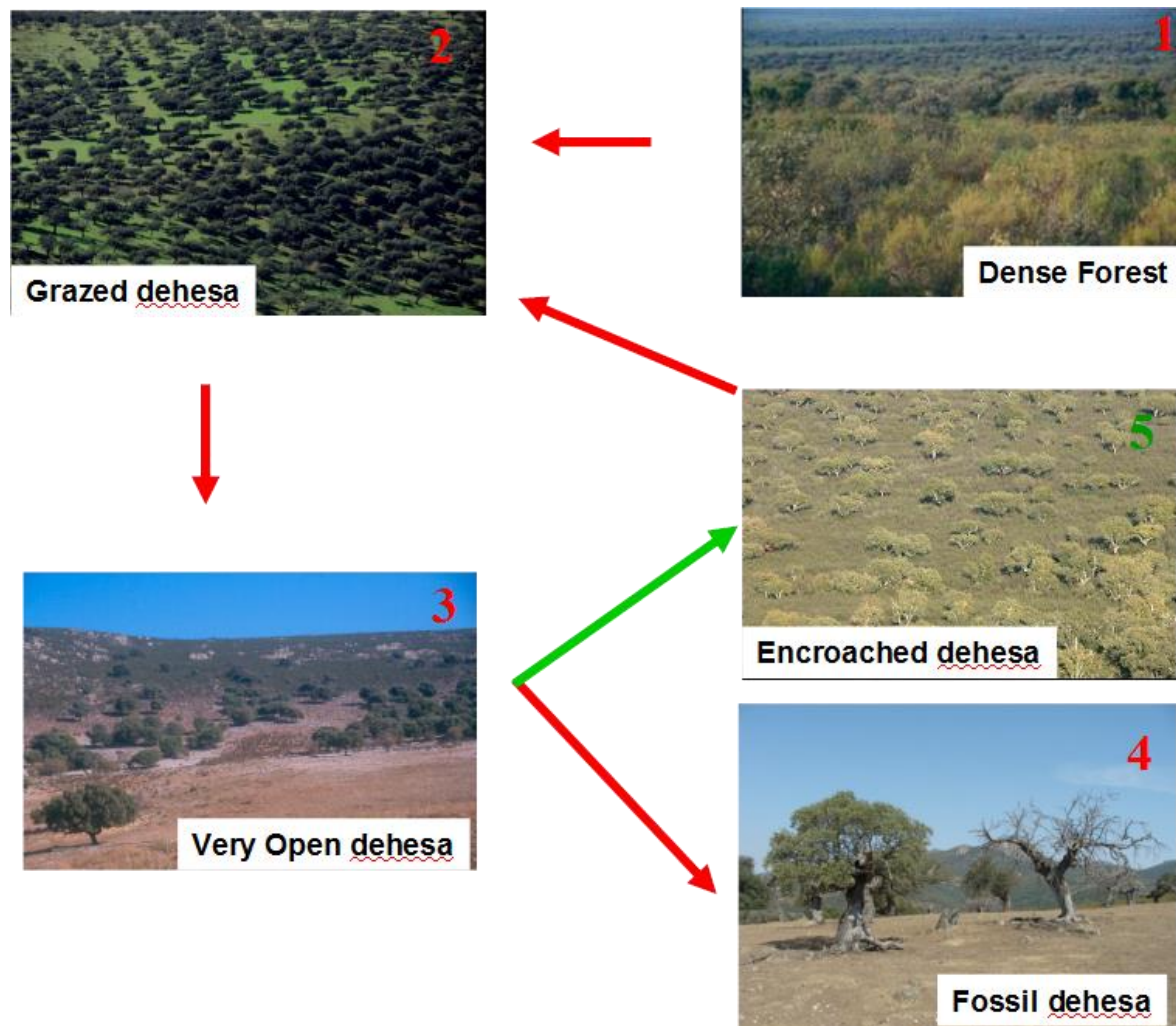 2
Grazed dehesa
1
Dense Forest
3
Very Open dehesa
5
Encroached dehesa
4
Fossil dehesa